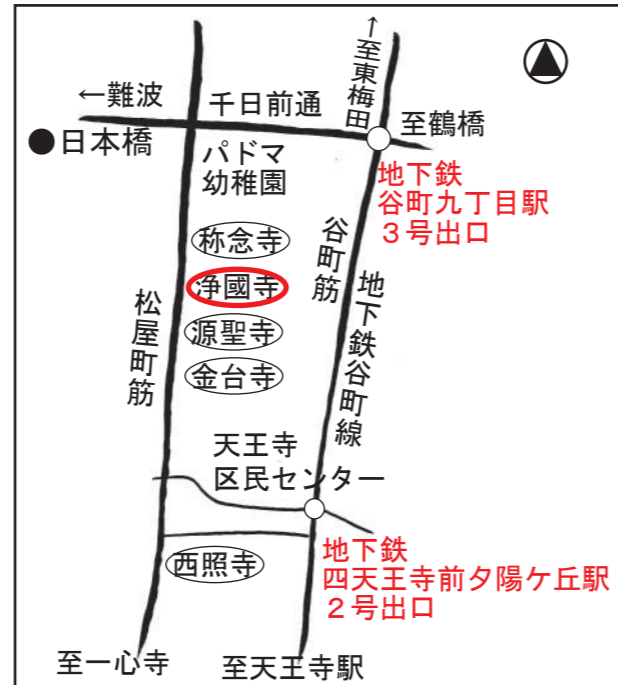 ↑至東梅田
←難波
千日前通
至鶴橋
●日本橋
パドマ
幼稚園
地下鉄
谷町九丁目駅
３号出口
称念寺
谷町筋
浄國寺
地下鉄谷町線
松屋町筋
源聖寺
金台寺
天王寺
区民センター
地下鉄
四天王寺前夕陽ケ丘駅
２号出口
西照寺
至一心寺
至天王寺駅